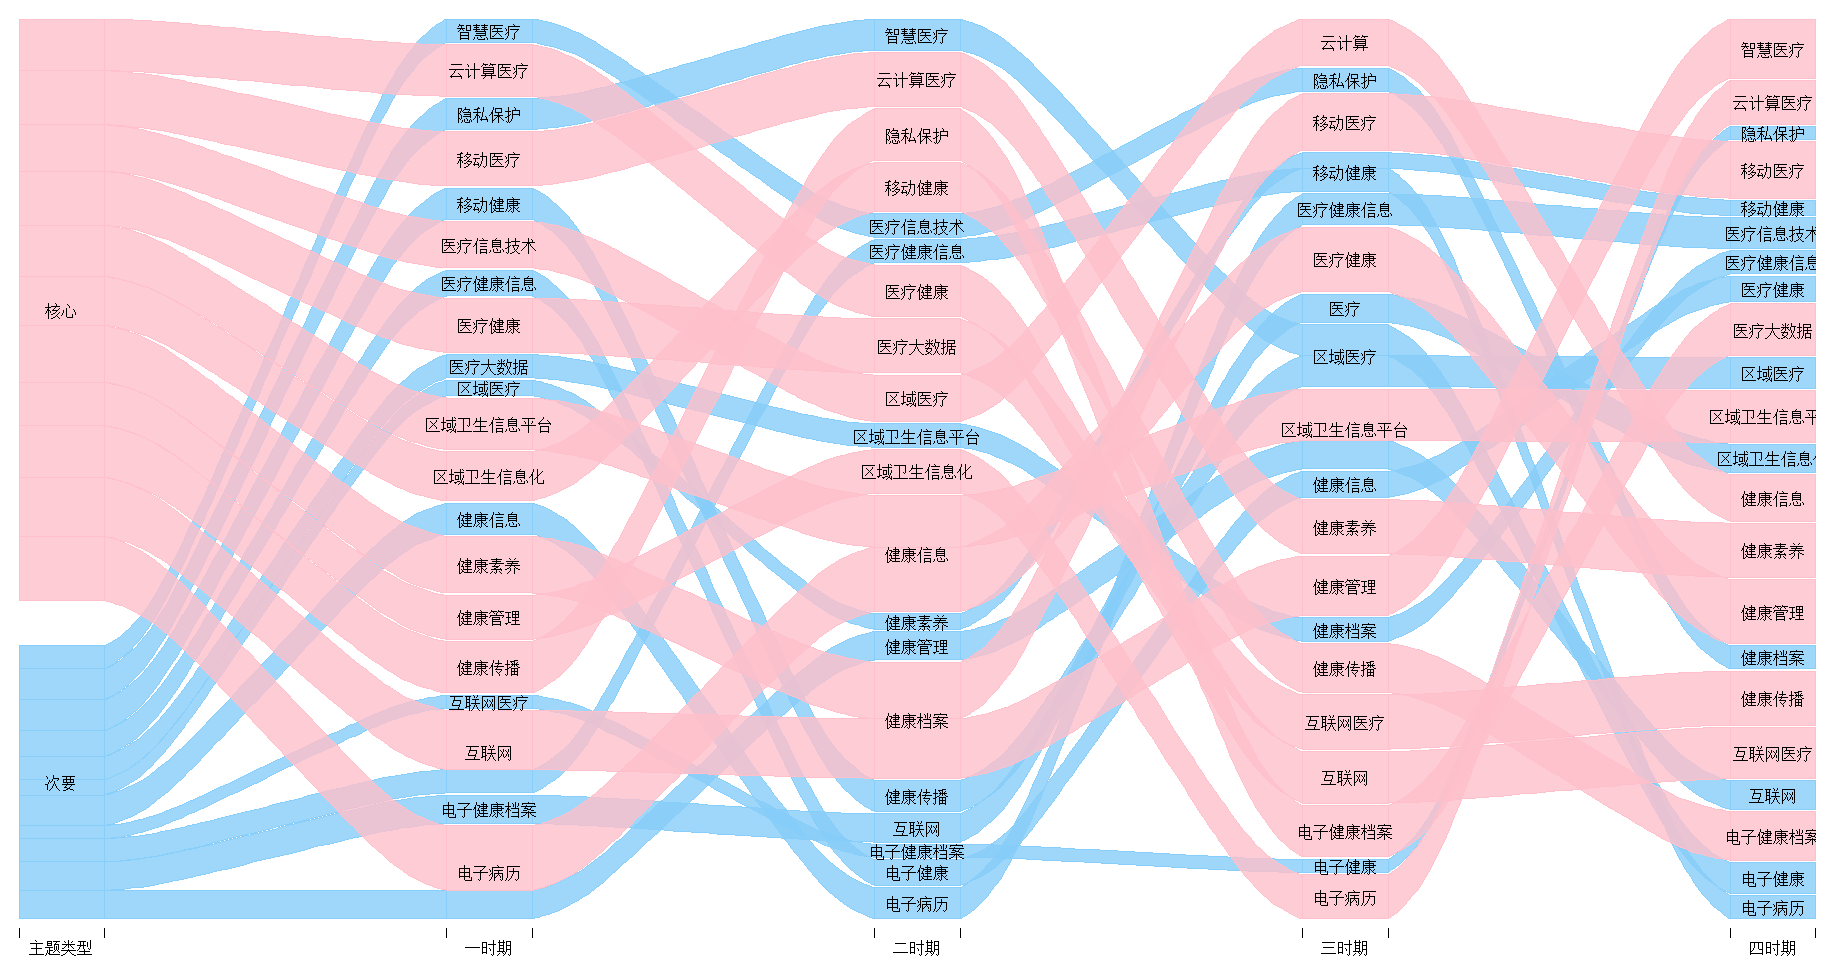 核心
次要
主题类型
智慧医疗
云计算医疗
隐私保护
移动医疗
移动健康
医疗信息技术
医疗健康信息
医疗健康
医疗大数据
区域医疗
区域卫生信息平台
区域卫生信息化
健康信息
健康素养
健康管理
健康传播
互联网医疗
互联网
电子健康档案
电子病历
一时期
智慧医疗
云计算医疗
隐私保护
移动健康
医疗信息技术
医疗健康信息
医疗健康
医疗大数据
区域医疗
区域卫生信息平台
区域卫生信息化
健康信息
健康素养
健康管理
健康档案
健康传播
互联网
电子健康档案
电子健康
电子病历
二时期
云计算
隐私保护
移动医疗
移动健康
医疗健康信息
医疗健康
医疗
区域医疗
区域卫生信息平台
健康信息
健康素养
健康管理
健康档案
健康传播
互联网医疗
互联网
电子健康档案
电子健康
电子病历
三时期
智慧医疗
云计算医疗
隐私保护
移动医疗
移动健康
医疗信息技术
医疗健康信息
医疗健康
医疗大数据
区域医疗
区域卫生信息平
区域卫生信息
健康信息
健康素养
健康管理
健康档案
健康传播
互联网医疗
互联网
电子健康档案
电子健康
电子病历
四时期